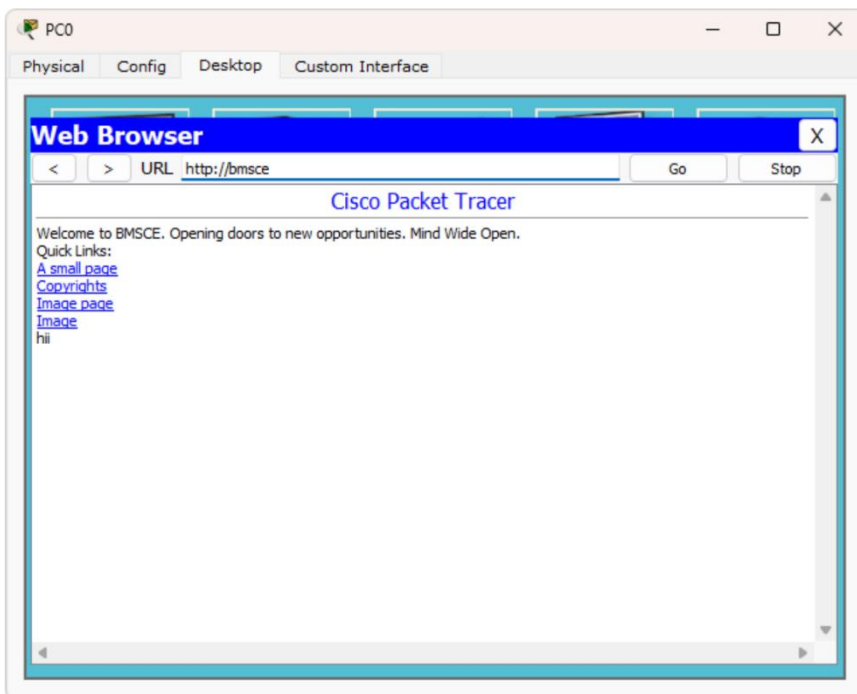 PC0
Physical Config Desktop Custom Interface
Web Browser X
< > URL http://bmsce Go Stop
Cisco Packet Tracer
Welcome to BMSCE. Opening doors to new opportunities. Mind Wide Open.
Quick Links:
A small page
Copyrights
Image page
Image
hii